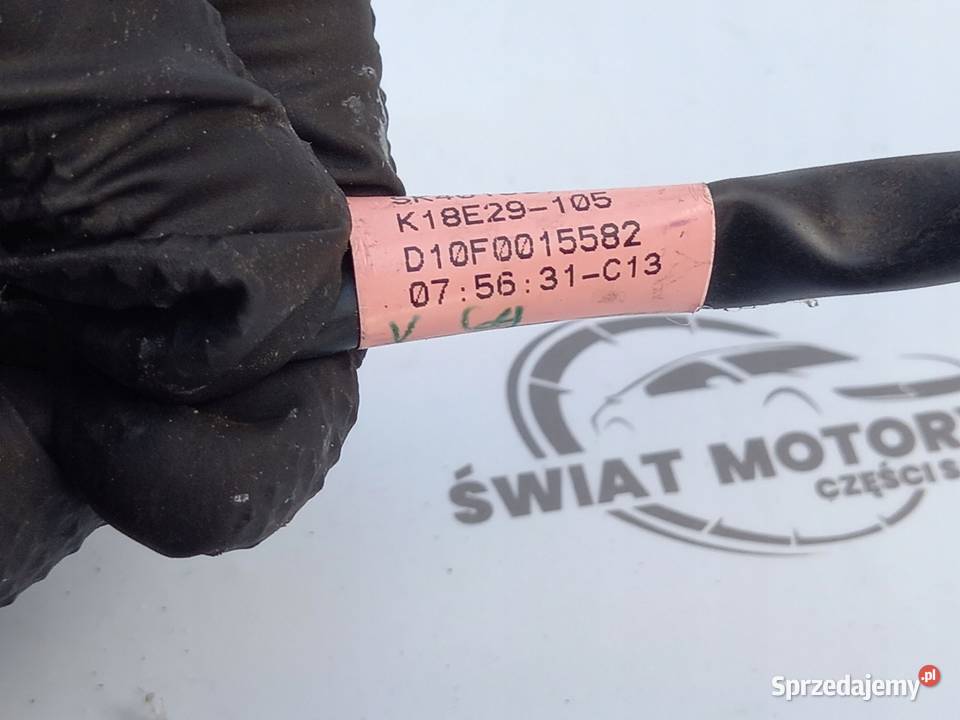 K18E29-105
D10F0015582
07:56:31-C13
ŚWIAT MOTOR
CZĘŚCI S
Sprzedajemy.pl